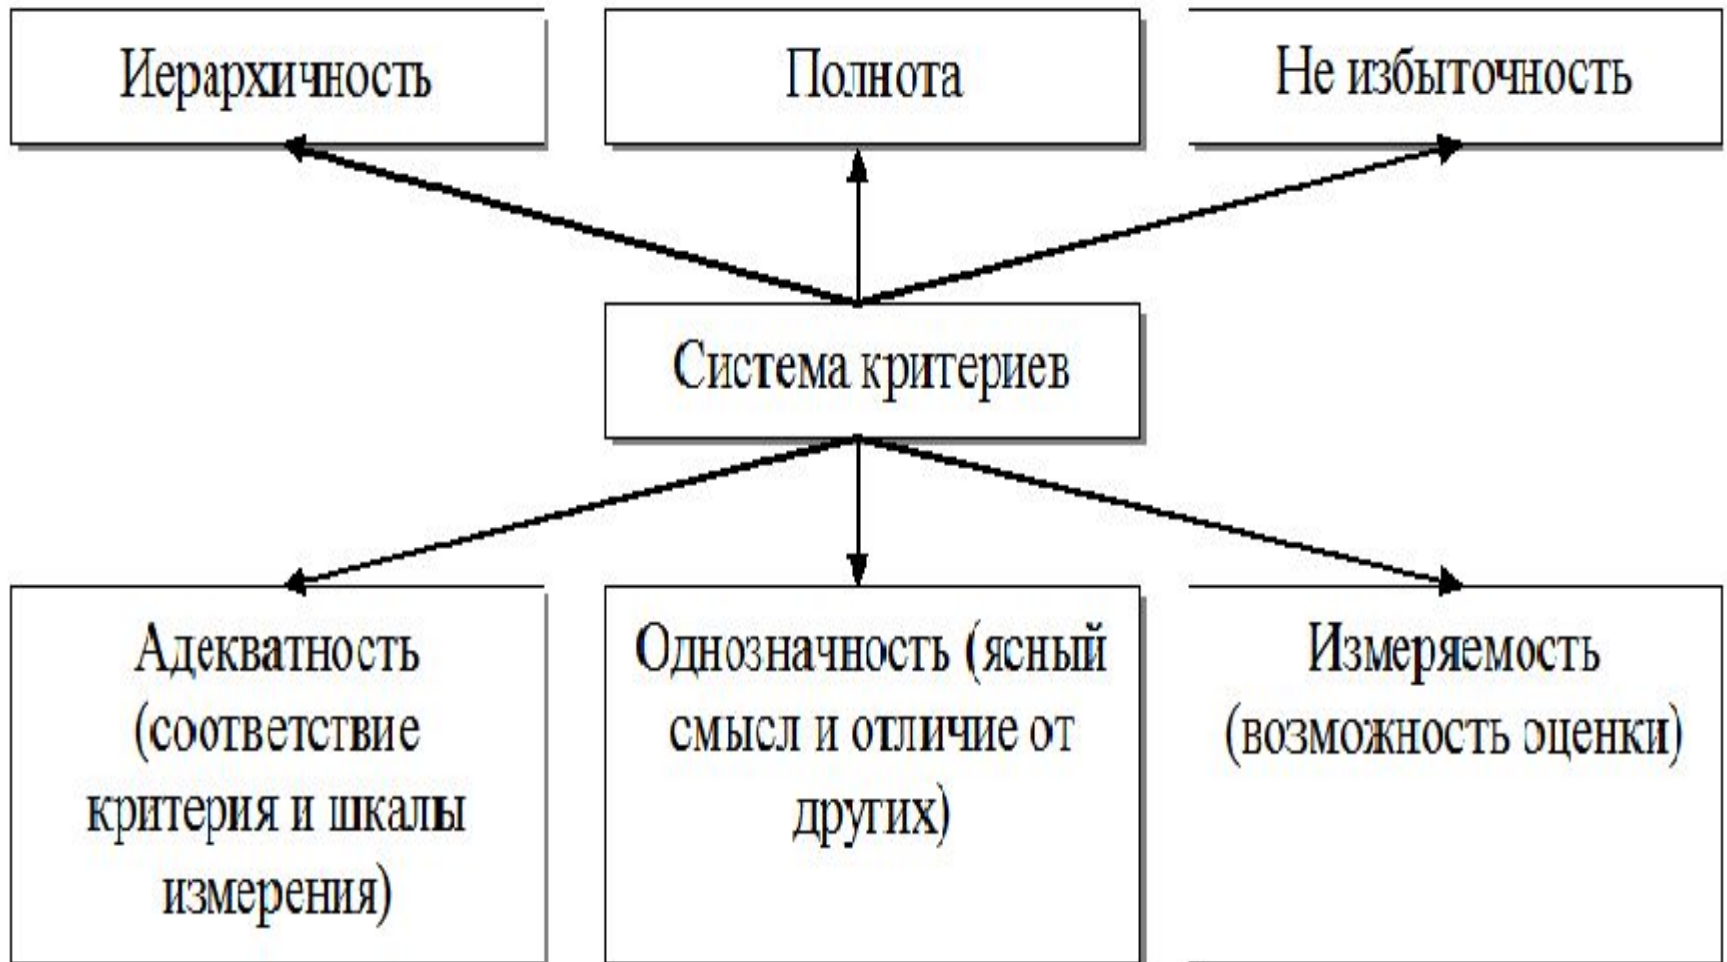 Иерархичность
Полнота
Не избыточность
Система критериев
Адекватность
(соответствие
критерия и шкалы
измерения)
Однозначность (ясный
смысл и отличие от
других)
Измеряемость
(возможность оценки)